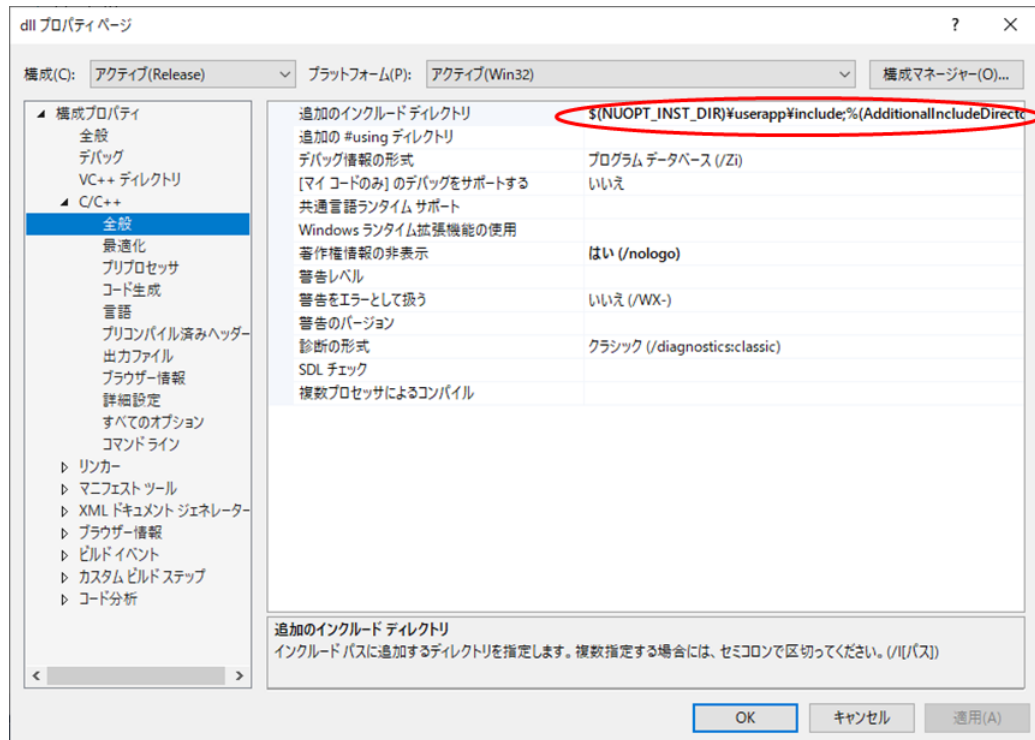 dll プロパティ ページ
? ×
構成(C): アクティブ(Release) プラットフォーム(P): アクティブ(Win32) 構成マネージャー(O)...
構成プロパティ
全般
デバッグ
VC++ ディレクトリ
C/C++
全般
最適化
プリプロセッサ
コード生成
言語
プリコンパイル済みヘッダー
出力ファイル
ブラウザー情報
詳細設定
すべてのオプション
コマンド ライン
リンカー
マニフェスト ツール
XML ドキュメント ジェネレーター
ブラウザー情報
ビルド イベント
カスタム ビルド ステップ
コード分析
追加のインクルード ディレクトリ $(NUOPT_INST_DIR)¥userapp¥include;%(AdditionalIncludeDirecto
追加の #using ディレクトリ
デバッグ情報の形式 プログラム データベース (/Zi)
[マイ コードのみ] のデバッグをサポートする いいえ
共通言語ランタイム サポート
Windows ランタイム拡張機能の使用
著作権情報の非表示 はい (/nologo)
警告レベル
警告をエラーとして扱う いいえ (/WX-)
警告のバージョン
診断の形式 クラシック (/diagnostics:classic)
SDL チェック
複数プロセッサによるコンパイル
追加のインクルード ディレクトリ
インクルード パスに追加するディレクトリを指定します。複数指定する場合には、セミコロンで区切ってください。(/I[パス])
OK キャンセル 適用(A)